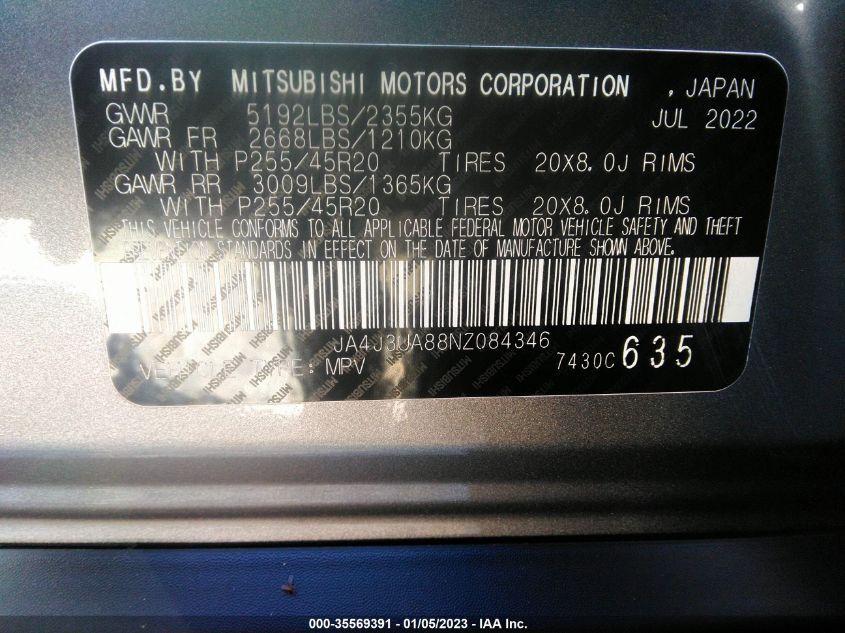 MFD.BY MITSUBISHI MOTORS CORPORATION , JAPAN
GVWR 5192LBS/2355KG JUL 2022
GAWR FR 2668LBS/1210KG
WITH P255/45R20 TIRES 20X8.0J RIMS
GAWR RR 3009LBS/1365KG
WITH P255/45R20 TIRES 20X8.0J RIMS
THIS VEHICLE CONFORMS TO ALL APPLICABLE FEDERAL MOTOR VEHICLE SAFETY AND THEFT
STANDARDS IN EFFECT ON THE DATE OF MANUFACTURE SHOWN ABOVE.
JA4J3UA88NZ084346
VEHICLE TYPE: MPV 7430C 635
000-35569391 - 01/05/2023 - IAA Inc.